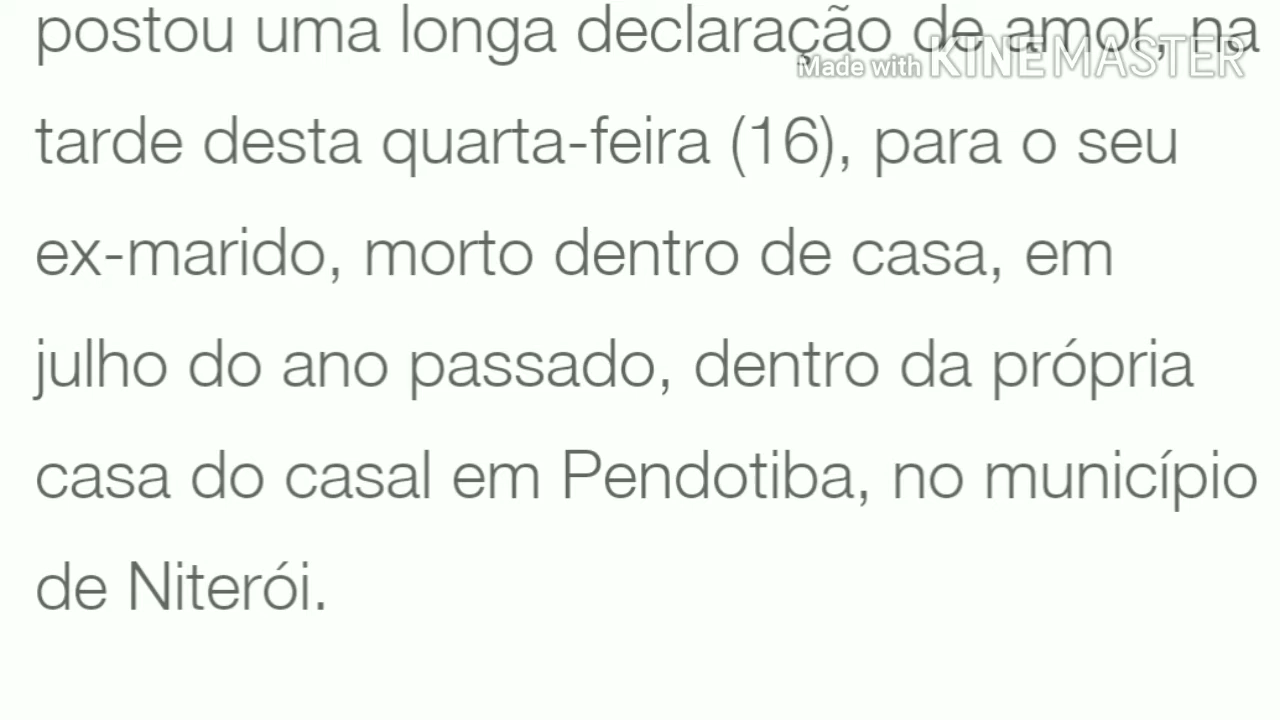 postou uma longa declaração de amor, na
Made with KINEMASTER
tarde desta quarta-feira (16), para o seu
ex-marido, morto dentro de casa, em
julho do ano passado, dentro da própria
casa do casal em Pendotiba, no município
de Niterói.